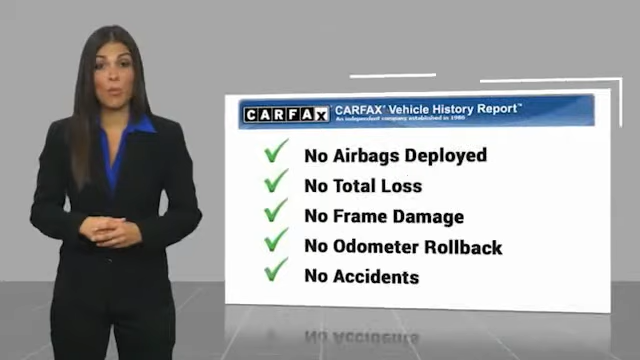 CARFAX CARFAX® Vehicle History Report™
An independent company established in 1986
No Airbags Deployed
No Total Loss
No Frame Damage
No Odometer Rollback
No Accidents